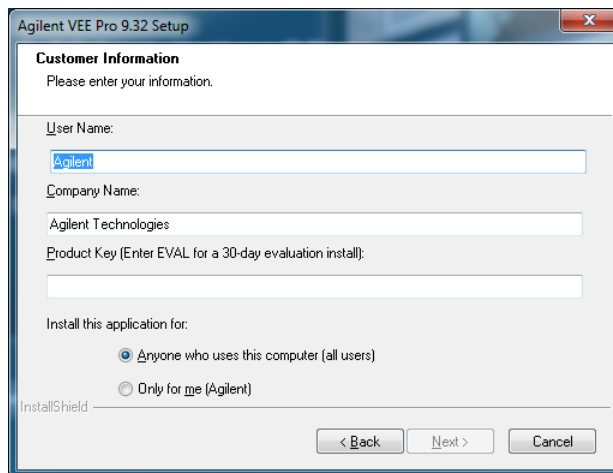 Agilent VEE Pro 9.32 Setup
Customer Information
Please enter your information.
User Name:
Agilent
Company Name:
Agilent Technologies
Product Key (Enter EVAL for a 30-day evaluation install):
Install this application for:
Anyone who uses this computer (all users)
Only for me (Agilent)
InstallShield
< Back Next > Cancel